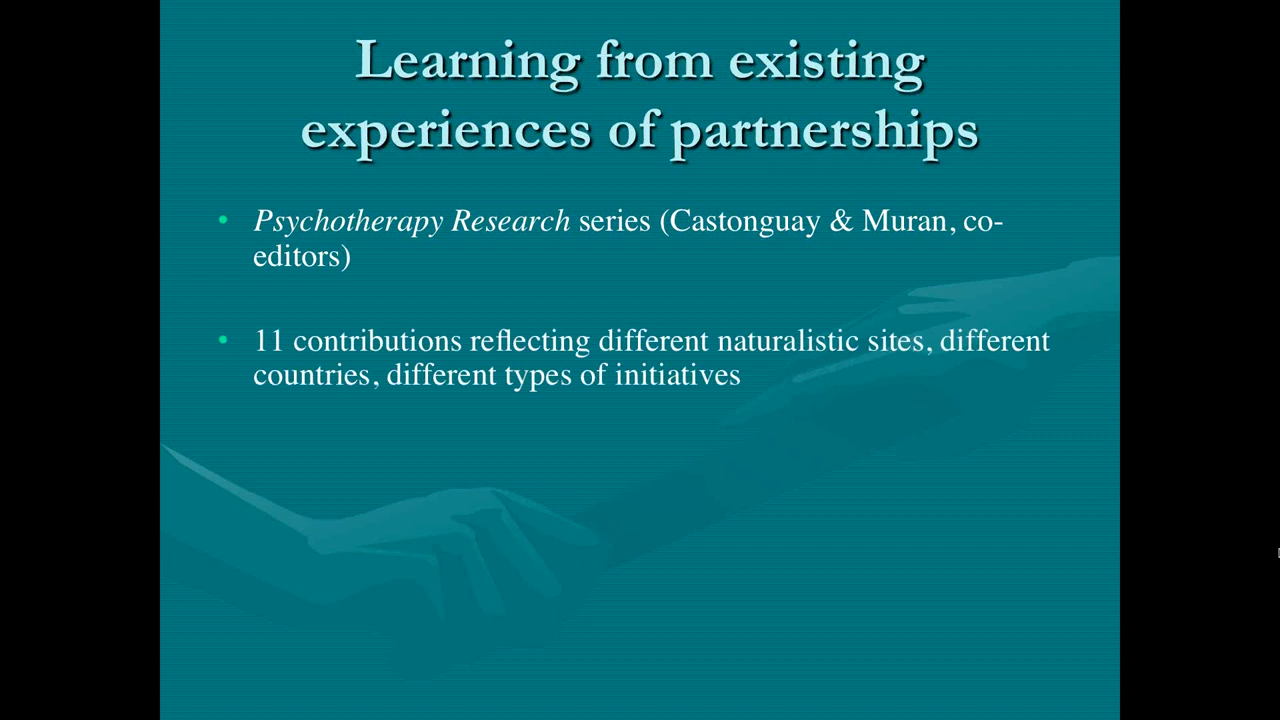 Learning from existing
experiences of partnerships
• Psychotherapy Research series (Castonguay & Muran, co-
editors)
• 11 contributions reflecting different naturalistic sites, different
countries, different types of initiatives